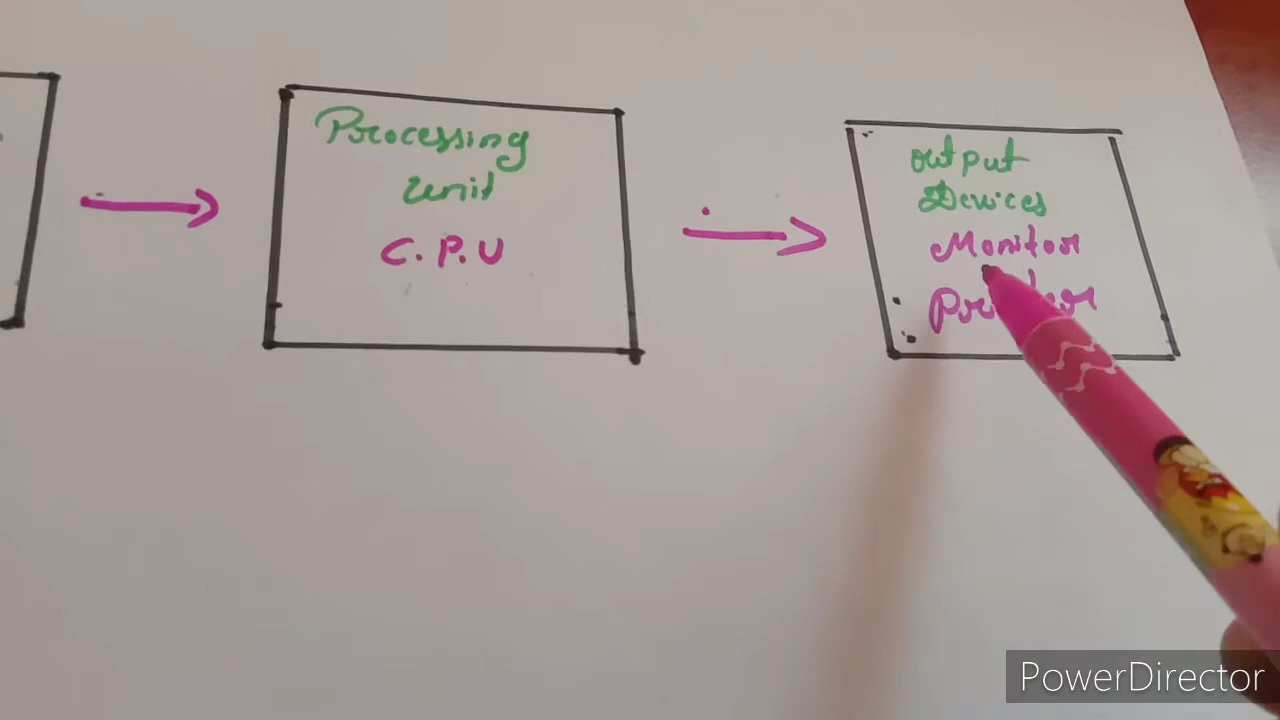 Processing
Unit
C.P.U
output
Devices
Monitor
PowerDirector